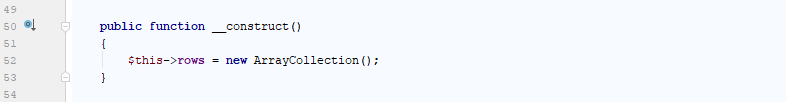 49
50 public function __construct()
51 {
52 $this->rows = new ArrayCollection();
53 }
54